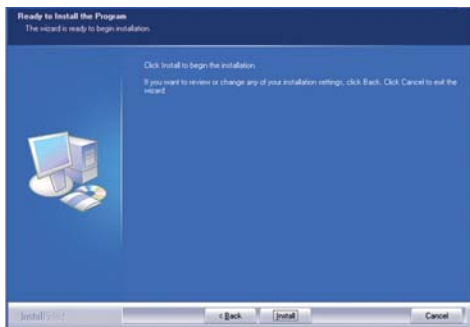 Ready to Install the Program
The wizard is ready to begin installation.
Click Install to begin the installation.
If you want to review or change any of your installation settings, click Back. Click Cancel to exit the
wizard.
InstallShield
< Back
Install
Cancel